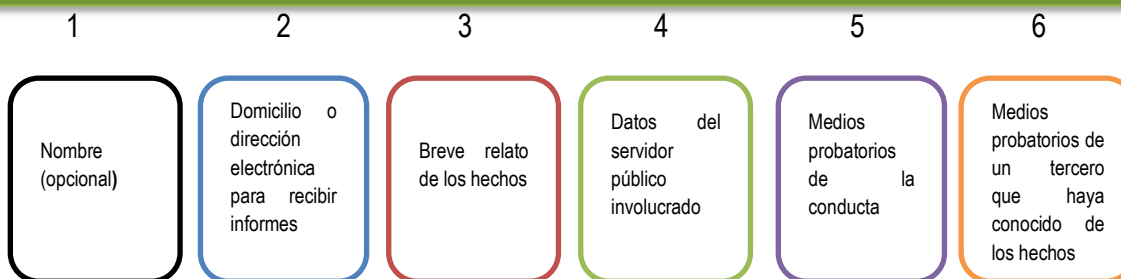 1 2 3 4 5 6
Nombre
(opcional)
Domicilio o
dirección
electrónica
para recibir
informes
Breve relato
de los hechos
Datos del
servidor
público
involucrado
Medios
probatorios
de la
conducta
Medios
probatorios de
un tercero
que haya
conocido de
los hechos